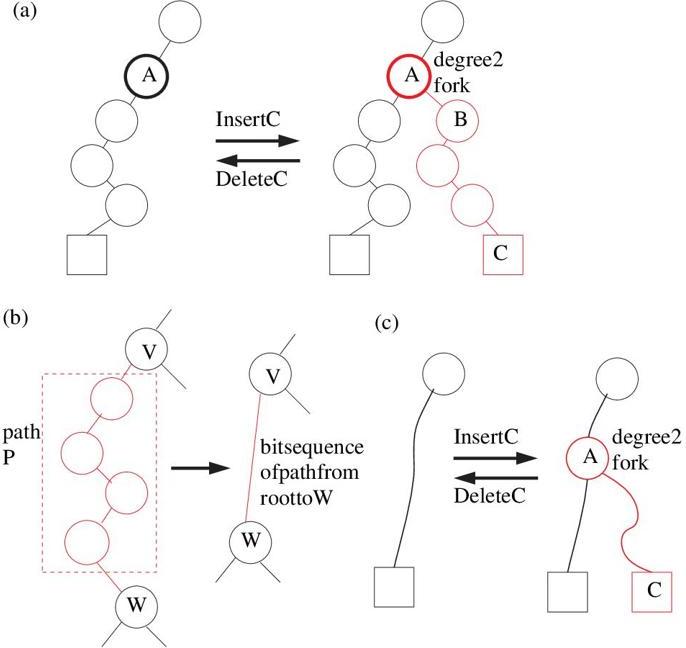 (a)
A
A
degree2
fork
B
InsertC
DeleteC
C
(b)
V
path
P
W
V
bitsequence
ofpathfrom
roottoW
W
(c)
InsertC
DeleteC
A
degree2
fork
C